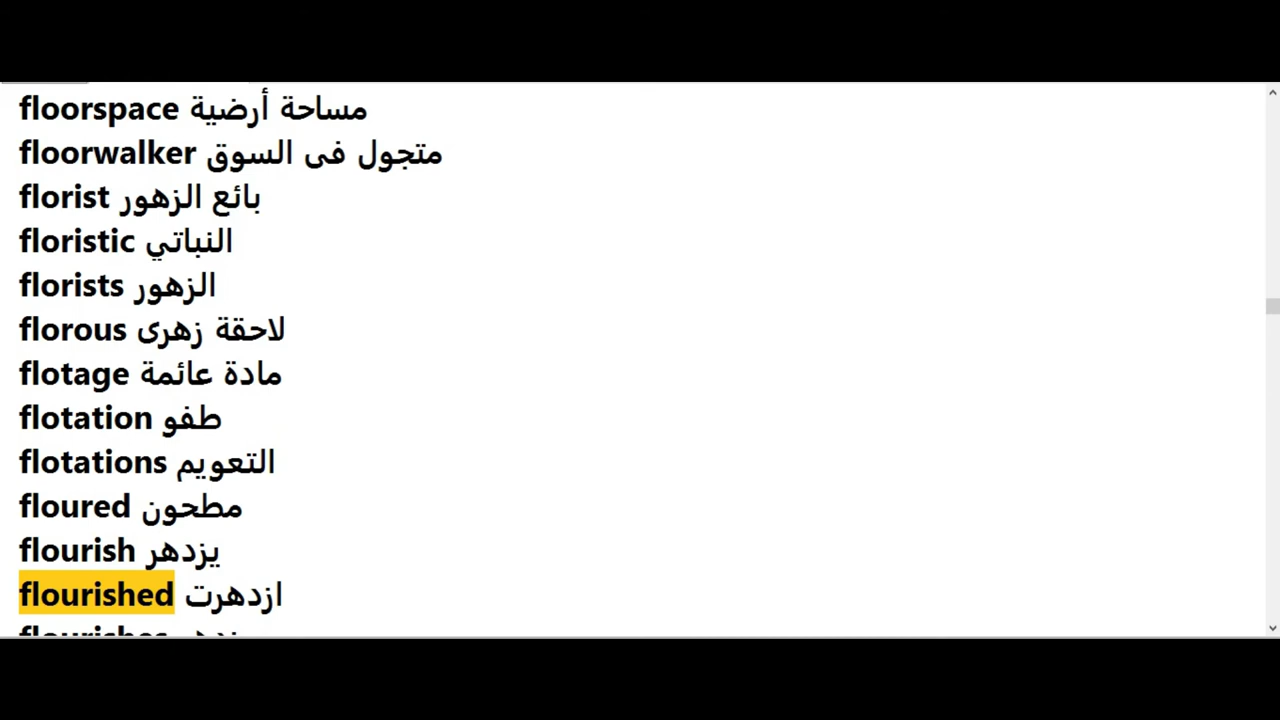 floorspace مساحة أرضية
floorwalker متجول فى السوق
florist بائع الزهور
floristic النباتي
florists الزهور
florous لاحقة زهرى
flotage مادة عائمة
flotation طفو
flotations التعويم
floured مطحون
flourish يزدهر
flourished ازدهرت
flourishes